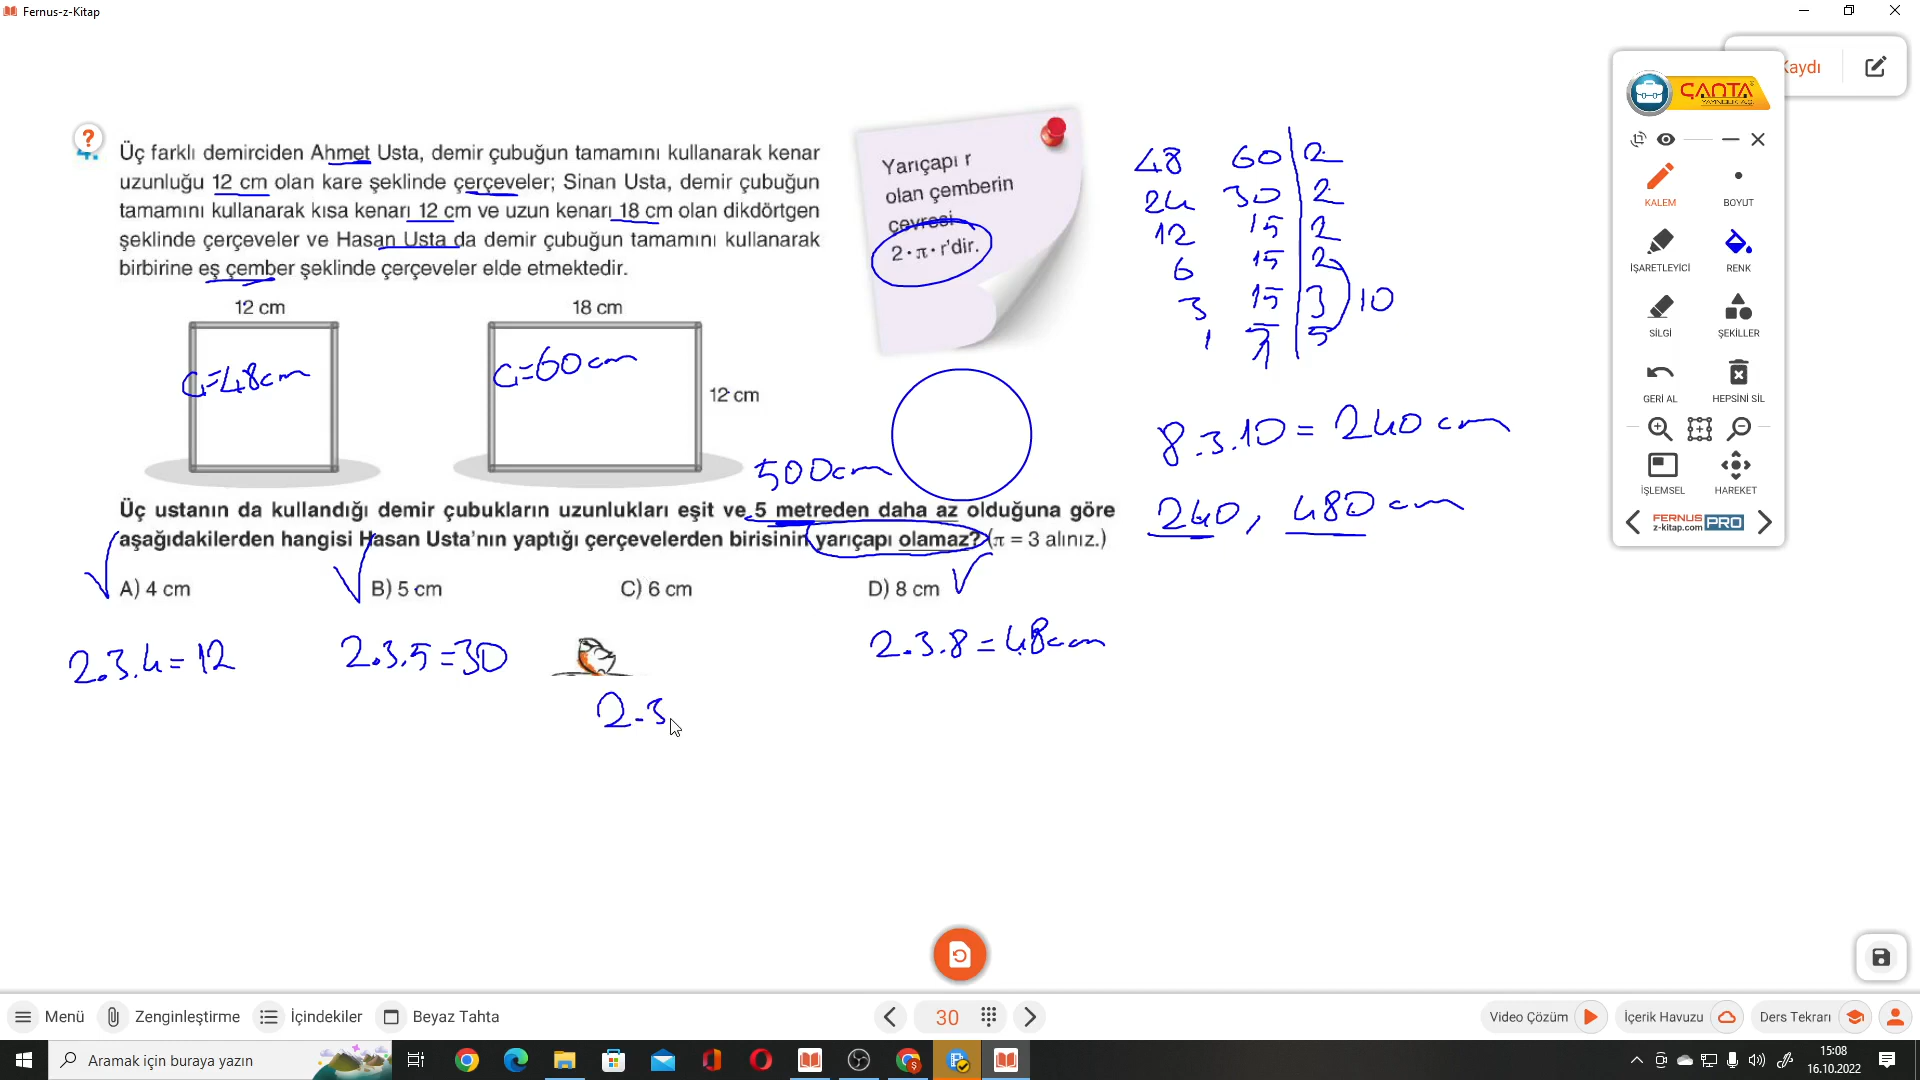 Fernus-z-Kitap
Kaydı
ÇANTA
YAYINCILIK A.Ş.
KALEM
BOYUT
İŞARETLEYİCİ
RENK
SİLGİ
ŞEKİLLER
GERİ AL
HEPSİNİ SİL
İŞLEMSEL
HAREKET
FERNUS PRO
z-kitap.com
?
4.
Üç farklı demirciden Ahmet Usta, demir çubuğun tamamını kullanarak kenar
uzunluğu 12 cm olan kare şeklinde çerçeveler; Sinan Usta, demir çubuğun
tamamını kullanarak kısa kenarı 12 cm ve uzun kenarı 18 cm olan dikdörtgen
şeklinde çerçeveler ve Hasan Usta da demir çubuğun tamamını kullanarak
birbirine eş çember şeklinde çerçeveler elde etmektedir.
Yarıçapı r
olan çemberin
çevresi
2 · π · r'dir.
12 cm
18 cm
12 cm
Ç=48cm
Ç=60cm
500cm
48 60 2
24 30 2
12 15 2
6 15 2
3 15 3 10
1 5 5
1
8.3.10=240 cm
240, 480 cm
Üç ustanın da kullandığı demir çubukların uzunlukları eşit ve 5 metreden daha az olduğuna göre
aşağıdakilerden hangisi Hasan Usta'nın yaptığı çerçevelerden birisinin yarıçapı olamaz? (π = 3 alınız.)
A) 4 cm B) 5 cm C) 6 cm D) 8 cm
2.3.4=12 2.3.5=30 2.3.8=48cm
2.3
Menü Zenginleştirme İçindekiler Beyaz Tahta 30 Video Çözüm İçerik Havuzu Ders Tekrarı
Aramak için buraya yazın
15:08
16.10.2022